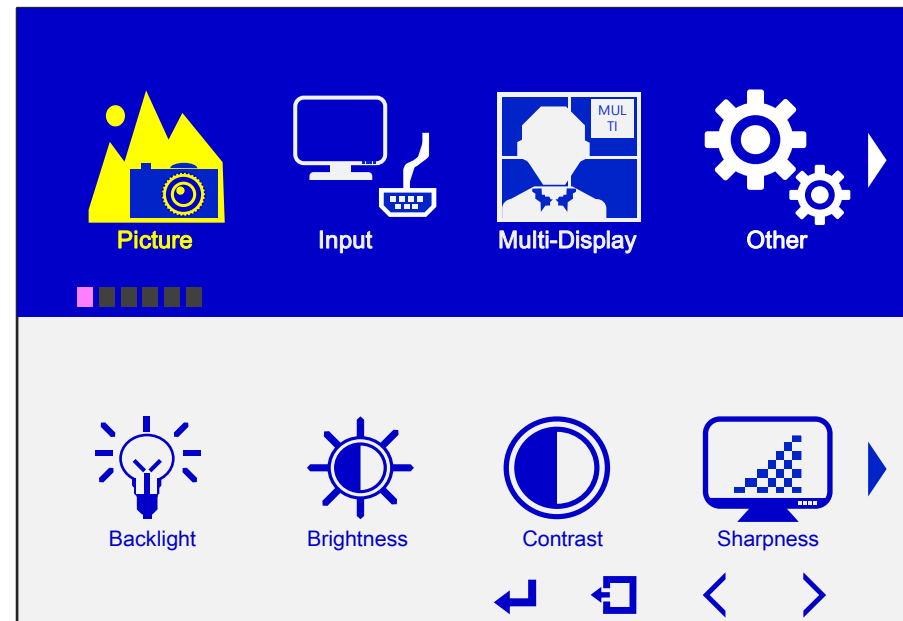 MUL
TI
Picture
Input
Multi-Display
Other
Backlight
Brightness
Contrast
Sharpness